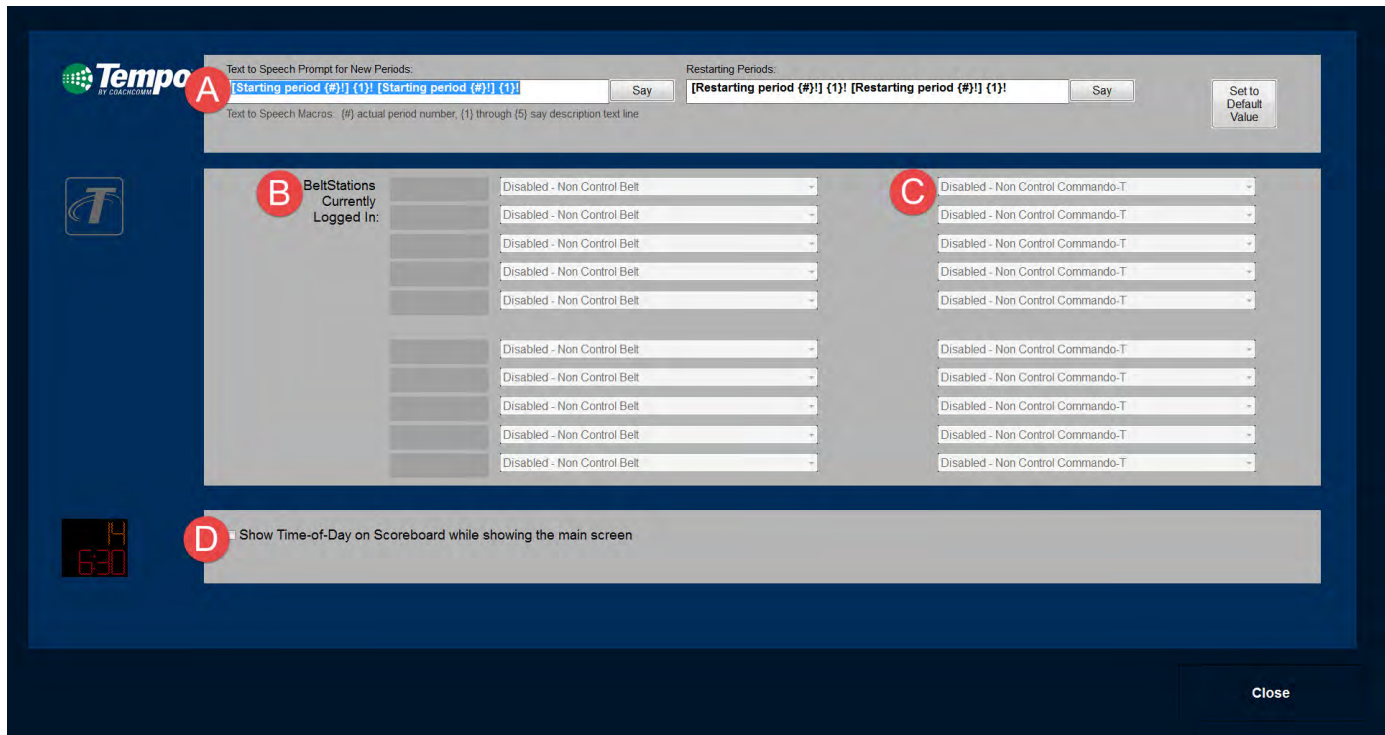 Tempo
BY COACHCOMM
A
Text to Speech Prompt for New Periods:
[Starting period {#}!] {1}! [Starting period {#}!] {1}!
Say
Text to Speech Macros: {#} actual period number, {1} through {5} say description text line
Restarting Periods:
[Restarting period {#}!] {1}! [Restarting period {#}!] {1}!
Say
Set to
Default
Value
T
B
BeltStations
Currently
Logged In:
C
Disabled - Non Control Belt
Disabled - Non Control Commando-T
Disabled - Non Control Belt
Disabled - Non Control Commando-T
Disabled - Non Control Belt
Disabled - Non Control Commando-T
Disabled - Non Control Belt
Disabled - Non Control Commando-T
Disabled - Non Control Belt
Disabled - Non Control Commando-T
Disabled - Non Control Belt
Disabled - Non Control Commando-T
Disabled - Non Control Belt
Disabled - Non Control Commando-T
Disabled - Non Control Belt
Disabled - Non Control Commando-T
Disabled - Non Control Belt
Disabled - Non Control Commando-T
Disabled - Non Control Belt
Disabled - Non Control Commando-T
14
6:30
D
Show Time-of-Day on Scoreboard while showing the main screen
Close